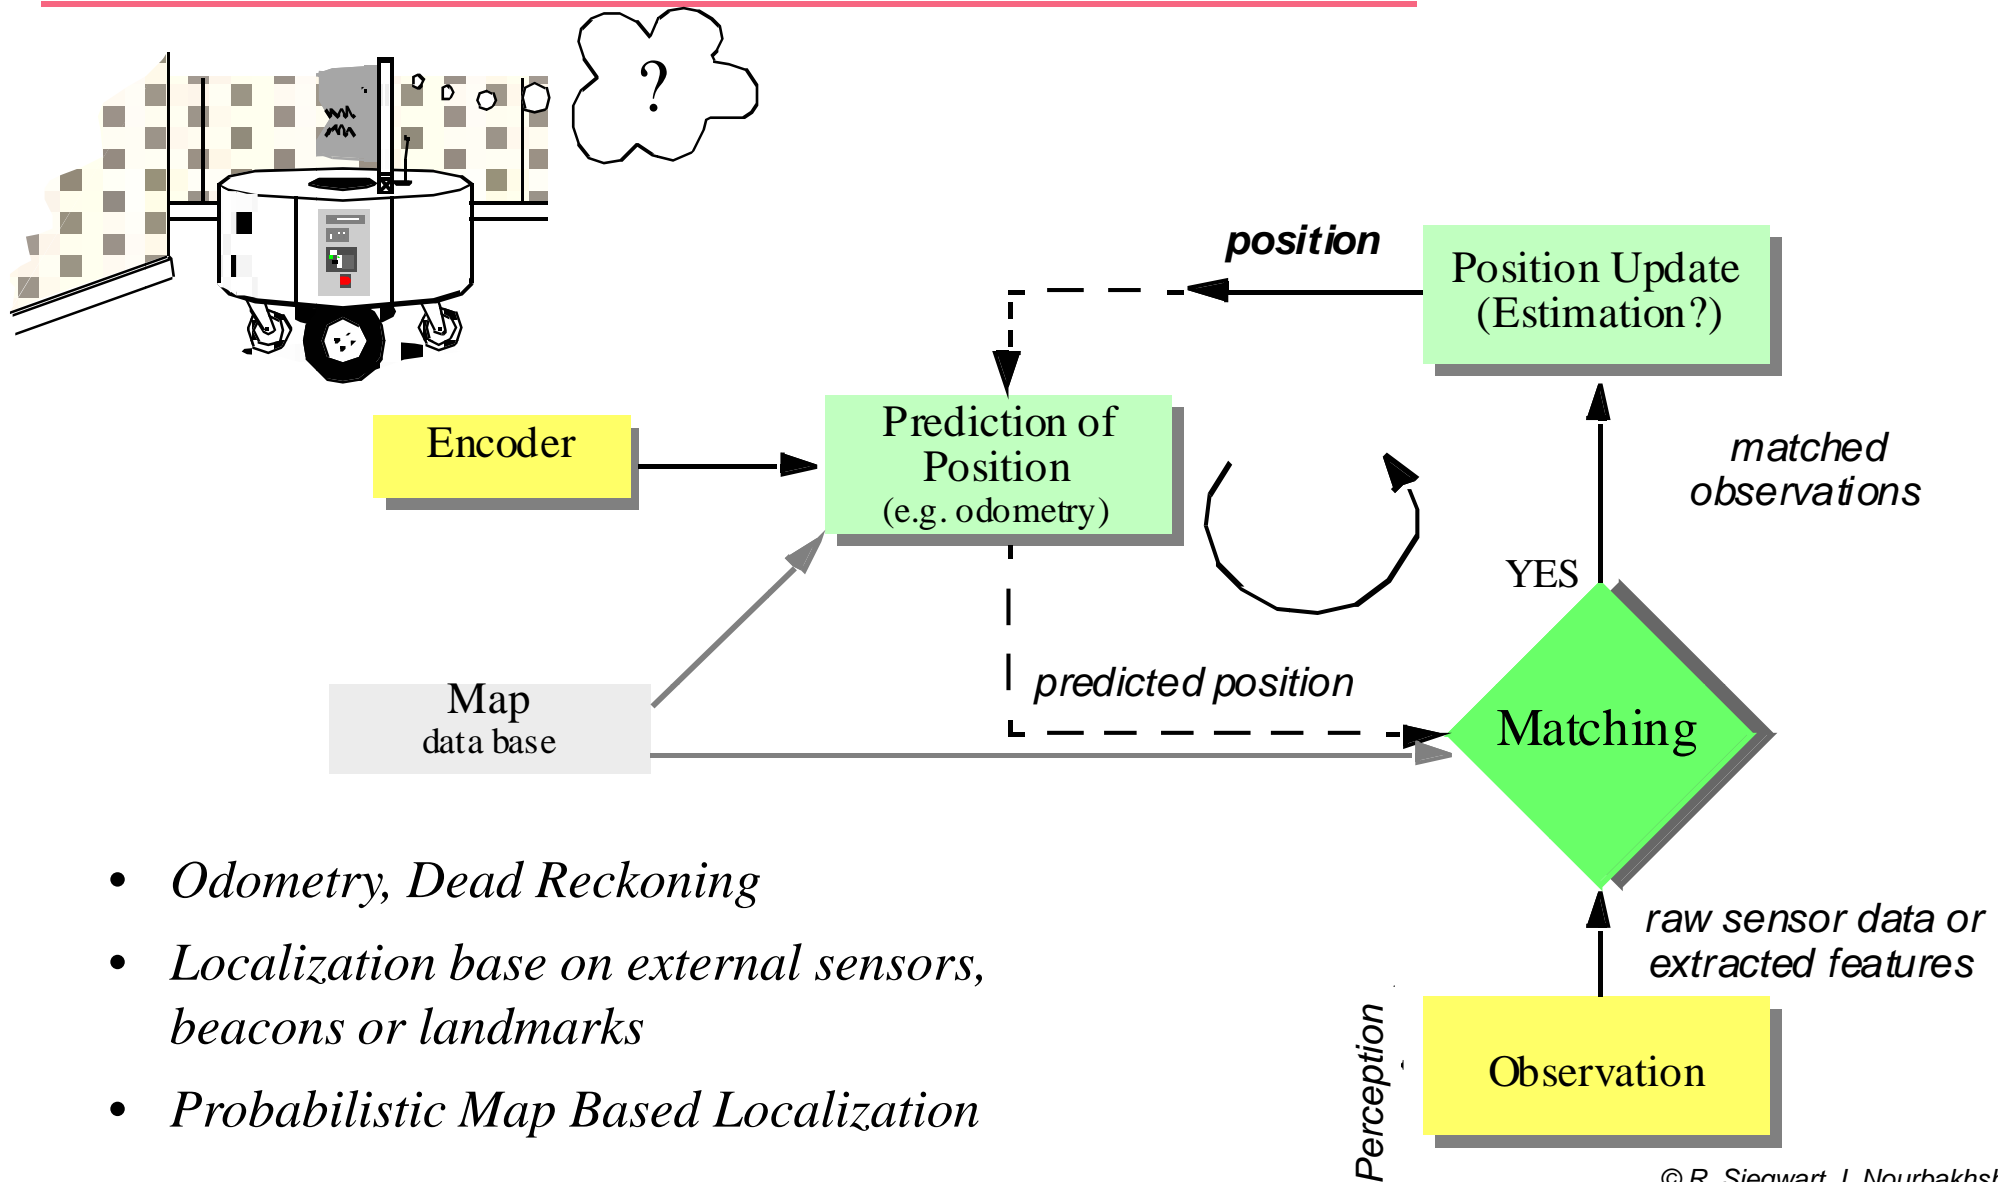 ?
position
Position Update
(Estimation?)
Encoder
Prediction of
Position
(e.g. odometry)
matched
observations
YES
predicted position
Map
data base
Matching
• Odometry, Dead Reckoning
• Localization base on external sensors,
beacons or landmarks
• Probabilistic Map Based Localization
raw sensor data or
extracted features
Perception
Observation
© R. Siegwart, I. Nourbakhsh